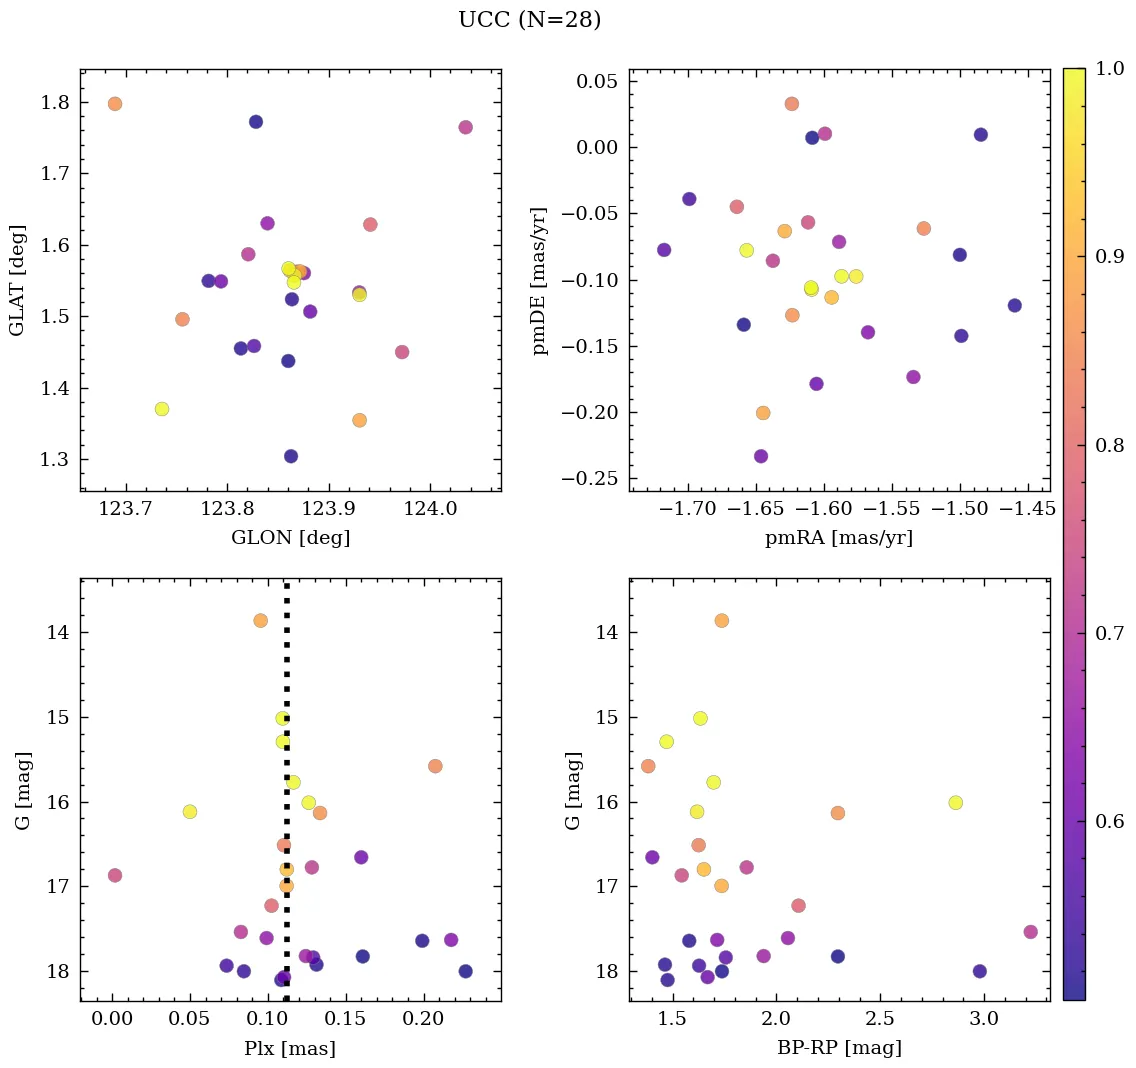 UCC (N=28)
1.8
1.7
1.6
1.5
1.4
1.3
GLAT [deg]
123.7 123.8 123.9 124.0
GLON [deg]
0.05
0.00
−0.05
−0.10
−0.15
−0.20
−0.25
pmDE [mas/yr]
−1.70 −1.65 −1.60 −1.55 −1.50 −1.45
pmRA [mas/yr]
1.0
0.9
0.8
0.7
0.6
14
15
16
17
18
G [mag]
0.00 0.05 0.10 0.15 0.20
Plx [mas]
14
15
16
17
18
G [mag]
1.5 2.0 2.5 3.0
BP-RP [mag]